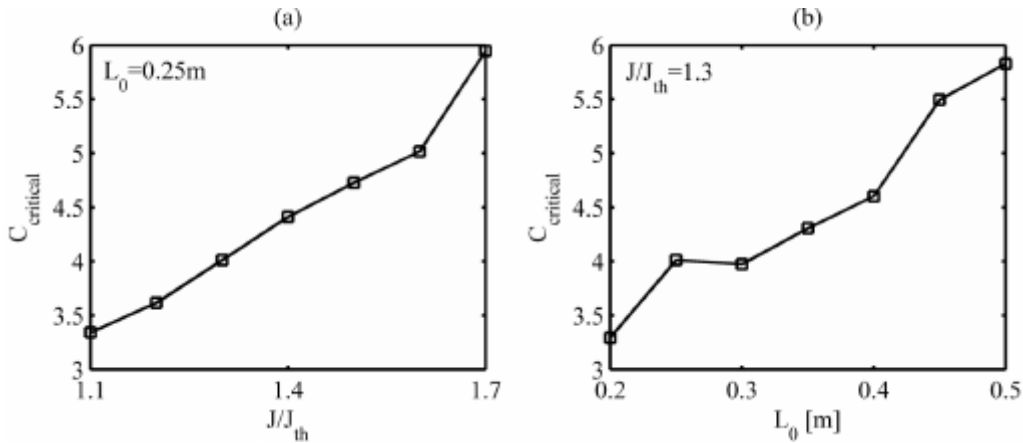 (a)
L_0=0.25m
C_critical
6
5.5
5
4.5
4
3.5
3
1.1 1.4 1.7
J/J_th
(b)
J/J_th=1.3
C_critical
6
5.5
5
4.5
4
3.5
3
0.2 0.3 0.4 0.5
L_0 [m]